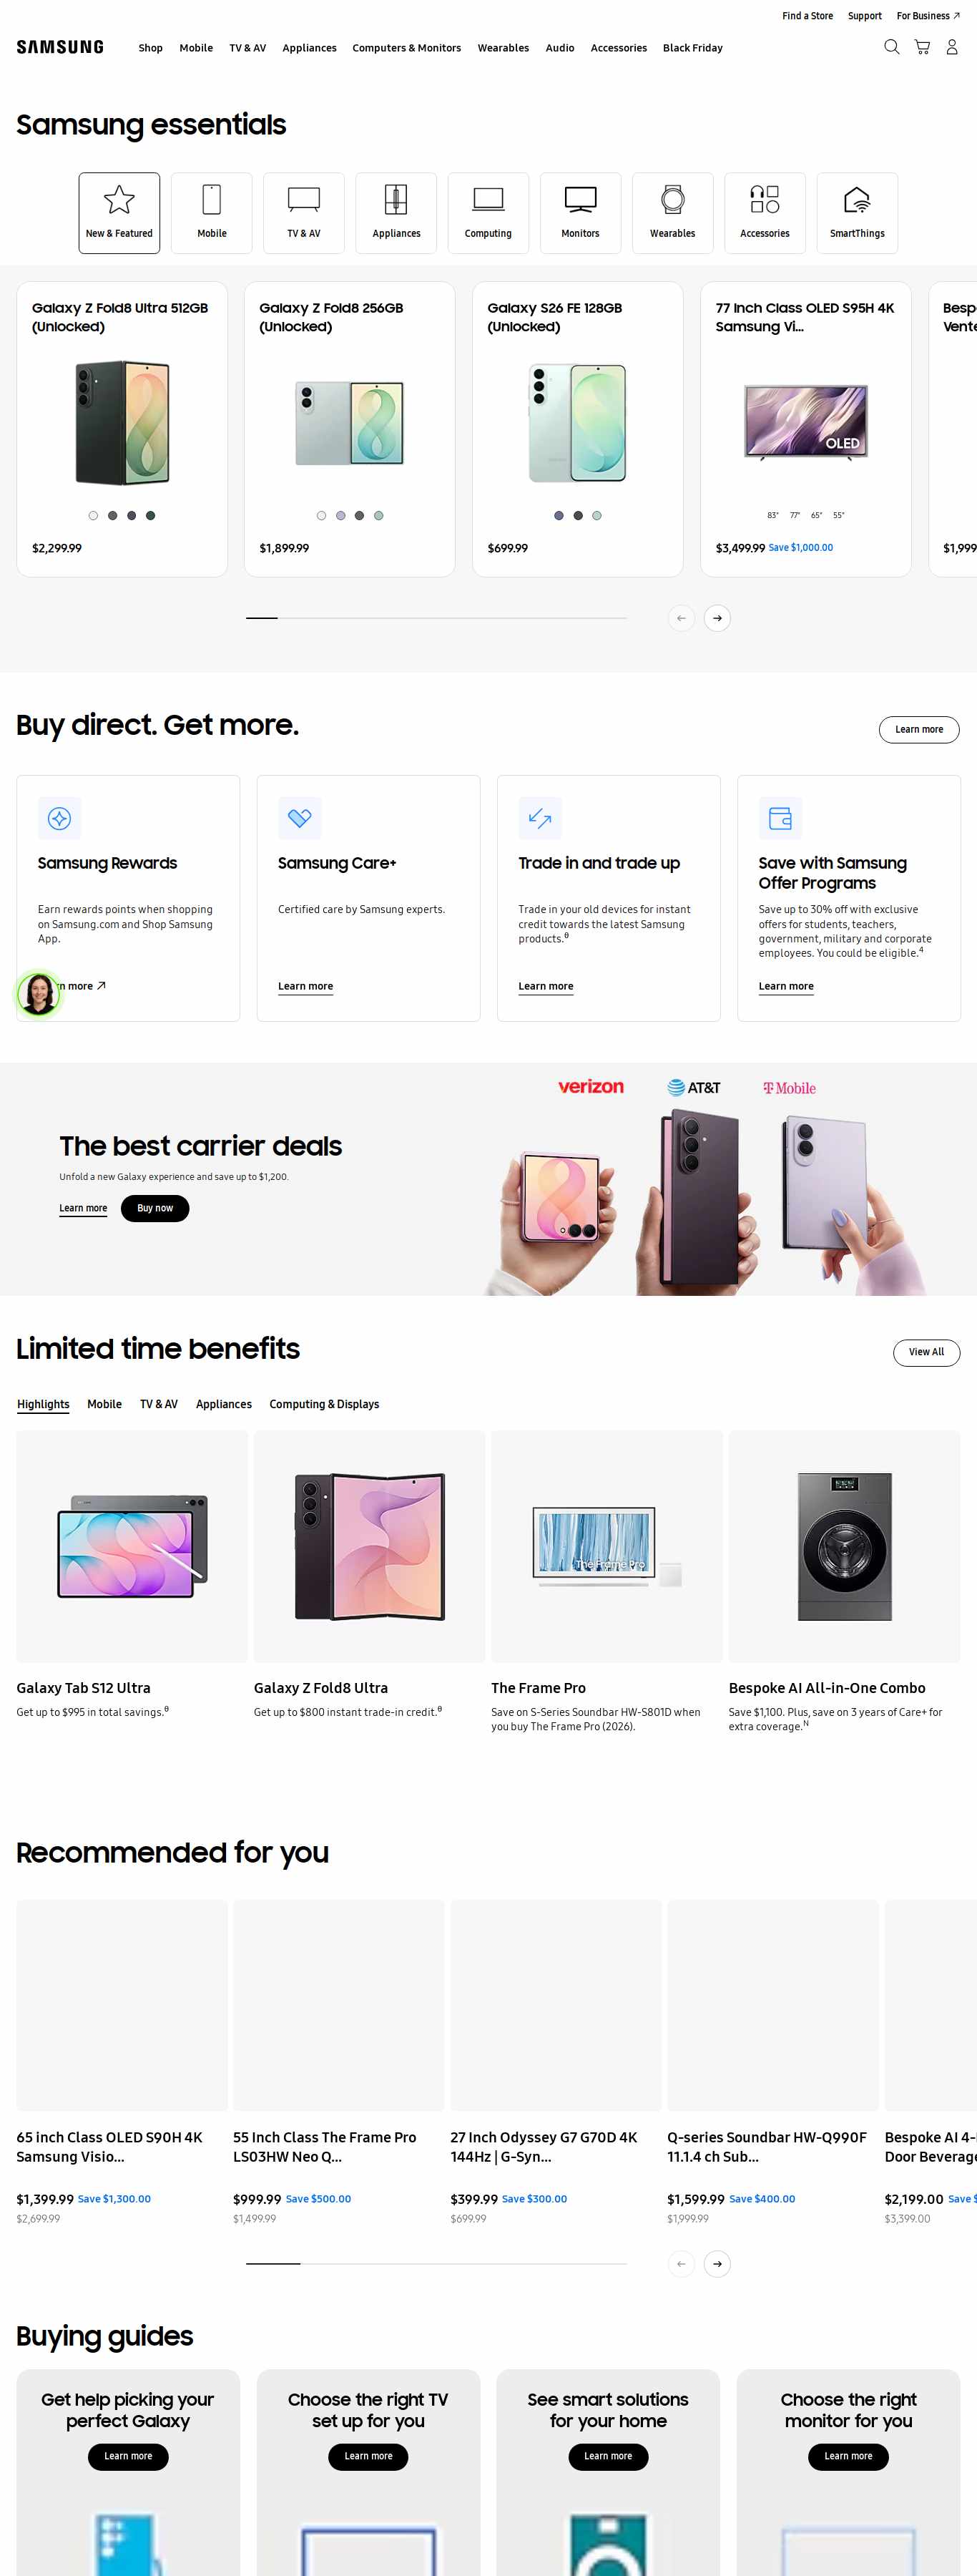 Find a Store Support For Business
SAMSUNG Shop Mobile TV & AV Appliances Computers & Monitors Wearables Audio Accessories Black Friday
Samsung essentials
New & Featured Mobile TV & AV Appliances Computing Monitors Wearables Accessories SmartThings
Galaxy Z Fold8 Ultra 512GB
(Unlocked)
$2,299.99
Galaxy Z Fold8 256GB
(Unlocked)
$1,899.99
Galaxy S26 FE 128GB
(Unlocked)
$699.99
77 Inch Class OLED S95H 4K
Samsung Vi...
OLED
83" 77" 65" 55"
$3,499.99 Save $1,000.00
Buy direct. Get more.
Learn more
Samsung Rewards
Earn rewards points when shopping
on Samsung.com and Shop Samsung
App.
more
Samsung Care+
Certified care by Samsung experts.
Learn more
Trade in and trade up
Trade in your old devices for instant
credit towards the latest Samsung
products.θ
Learn more
Save with Samsung
Offer Programs
Save up to 30% off with exclusive
offers for students, teachers,
government, military and corporate
employees. You could be eligible.4
Learn more
verizon AT&T T Mobile
The best carrier deals
Unfold a new Galaxy experience and save up to $1,200.
Learn more Buy now
Limited time benefits
View All
Highlights Mobile TV & AV Appliances Computing & Displays
Galaxy Tab S12 Ultra
Get up to $995 in total savings.θ
Galaxy Z Fold8 Ultra
Get up to $800 instant trade-in credit.θ
The Frame Pro
The Frame Pro
Save on S-Series Soundbar HW-S801D when
you buy The Frame Pro (2026).
Bespoke AI All-in-One Combo
Save $1,100. Plus, save on 3 years of Care+ for
extra coverage.N
Recommended for you
65 inch Class OLED S90H 4K
Samsung Visio...
$1,399.99 Save $1,300.00
$2,699.99
55 Inch Class The Frame Pro
LS03HW Neo Q...
$999.99 Save $500.00
$1,499.99
27 Inch Odyssey G7 G70D 4K
144Hz | G-Syn...
$399.99 Save $300.00
$699.99
Q-series Soundbar HW-Q990F
11.1.4 ch Sub...
$1,599.99 Save $400.00
$1,999.99
Bespoke AI 4-
Door Beverage
$2,199.00 Save $
$3,399.00
Buying guides
Get help picking your
perfect Galaxy
Learn more
Choose the right TV
set up for you
Learn more
See smart solutions
for your home
Learn more
Choose the right
monitor for you
Learn more